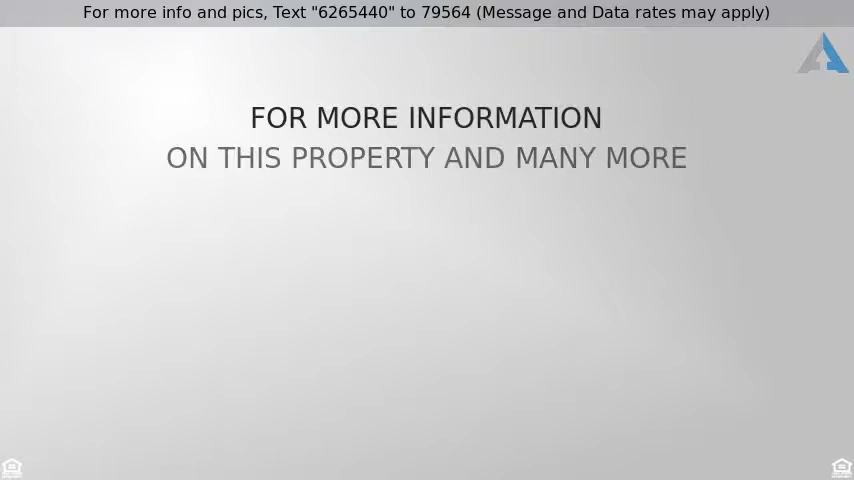 For more info and pics, Text "6265440" to 79564 (Message and Data rates may apply)
FOR MORE INFORMATION
ON THIS PROPERTY AND MANY MORE